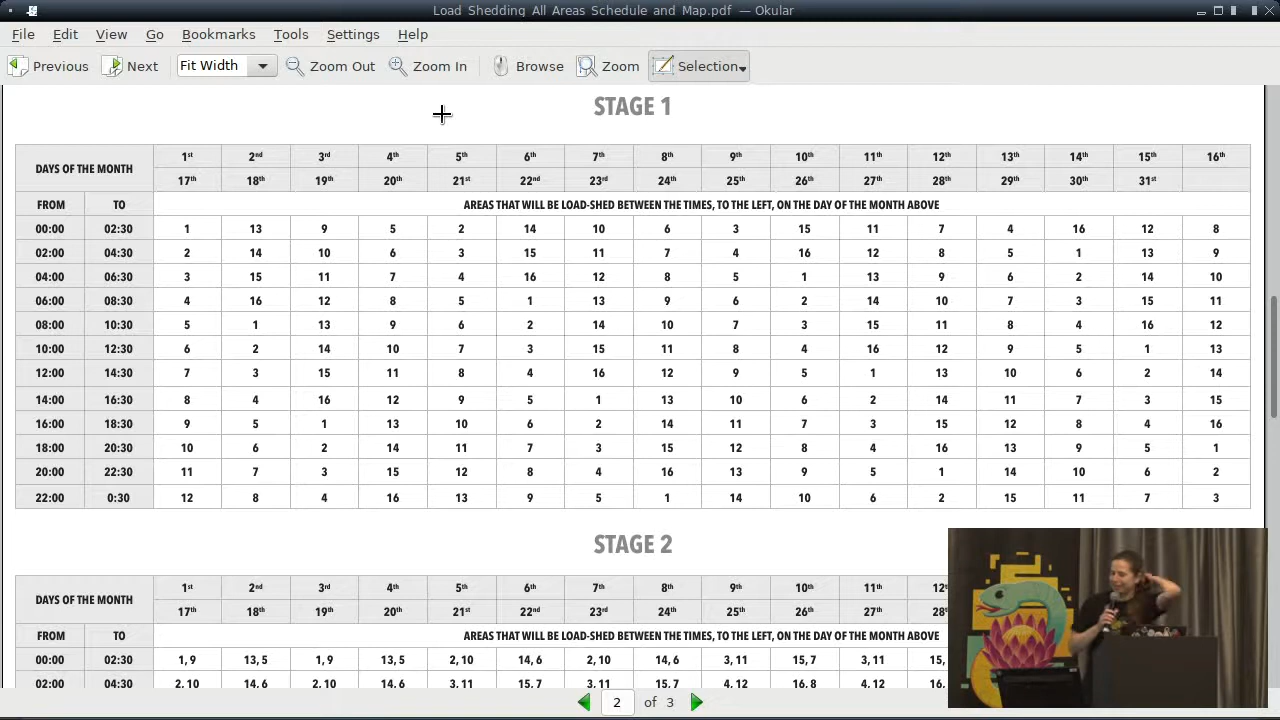 Load Shedding All Areas Schedule and Map.pdf — Okular
File Edit View Go Bookmarks Tools Settings Help
Previous Next Fit Width Zoom Out Zoom In Browse Zoom Selection
STAGE 1
DAYS OF THE MONTH 1st 2nd 3rd 4th 5th 6th 7th 8th 9th 10th 11th 12th 13th 14th 15th 16th
17th 18th 19th 20th 21st 22nd 23rd 24th 25th 26th 27th 28th 29th 30th 31st
FROM TO AREAS THAT WILL BE LOAD-SHED BETWEEN THE TIMES, TO THE LEFT, ON THE DAY OF THE MONTH ABOVE
00:00 02:30 1 13 9 5 2 14 10 6 3 15 11 7 4 16 12 8
02:00 04:30 2 14 10 6 3 15 11 7 4 16 12 8 5 1 13 9
04:00 06:30 3 15 11 7 4 16 12 8 5 1 13 9 6 2 14 10
06:00 08:30 4 16 12 8 5 1 13 9 6 2 14 10 7 3 15 11
08:00 10:30 5 1 13 9 6 2 14 10 7 3 15 11 8 4 16 12
10:00 12:30 6 2 14 10 7 3 15 11 8 4 16 12 9 5 1 13
12:00 14:30 7 3 15 11 8 4 16 12 9 5 1 13 10 6 2 14
14:00 16:30 8 4 16 12 9 5 1 13 10 6 2 14 11 7 3 15
16:00 18:30 9 5 1 13 10 6 2 14 11 7 3 15 12 8 4 16
18:00 20:30 10 6 2 14 11 7 3 15 12 8 4 16 13 9 5 1
20:00 22:30 11 7 3 15 12 8 4 16 13 9 5 1 14 10 6 2
22:00 0:30 12 8 4 16 13 9 5 1 14 10 6 2 15 11 7 3
STAGE 2
DAYS OF THE MONTH 1st 2nd 3rd 4th 5th 6th 7th 8th 9th 10th 11th 12th
17th 18th 19th 20th 21st 22nd 23rd 24th 25th 26th 27th 28th
FROM TO AREAS THAT WILL BE LOAD-SHED BETWEEN THE TIMES, TO THE LEFT, ON THE DAY OF THE MONTH ABOVE
00:00 02:30 1, 9 13, 5 1, 9 13, 5 2, 10 14, 6 2, 10 14, 6 3, 11 15, 7 3, 11 15,
02:00 04:30 2, 10 14, 6 2, 10 14, 6 3, 11 15, 7 3, 11 15, 7 4, 12 16, 8 4, 12 16,
2 of 3